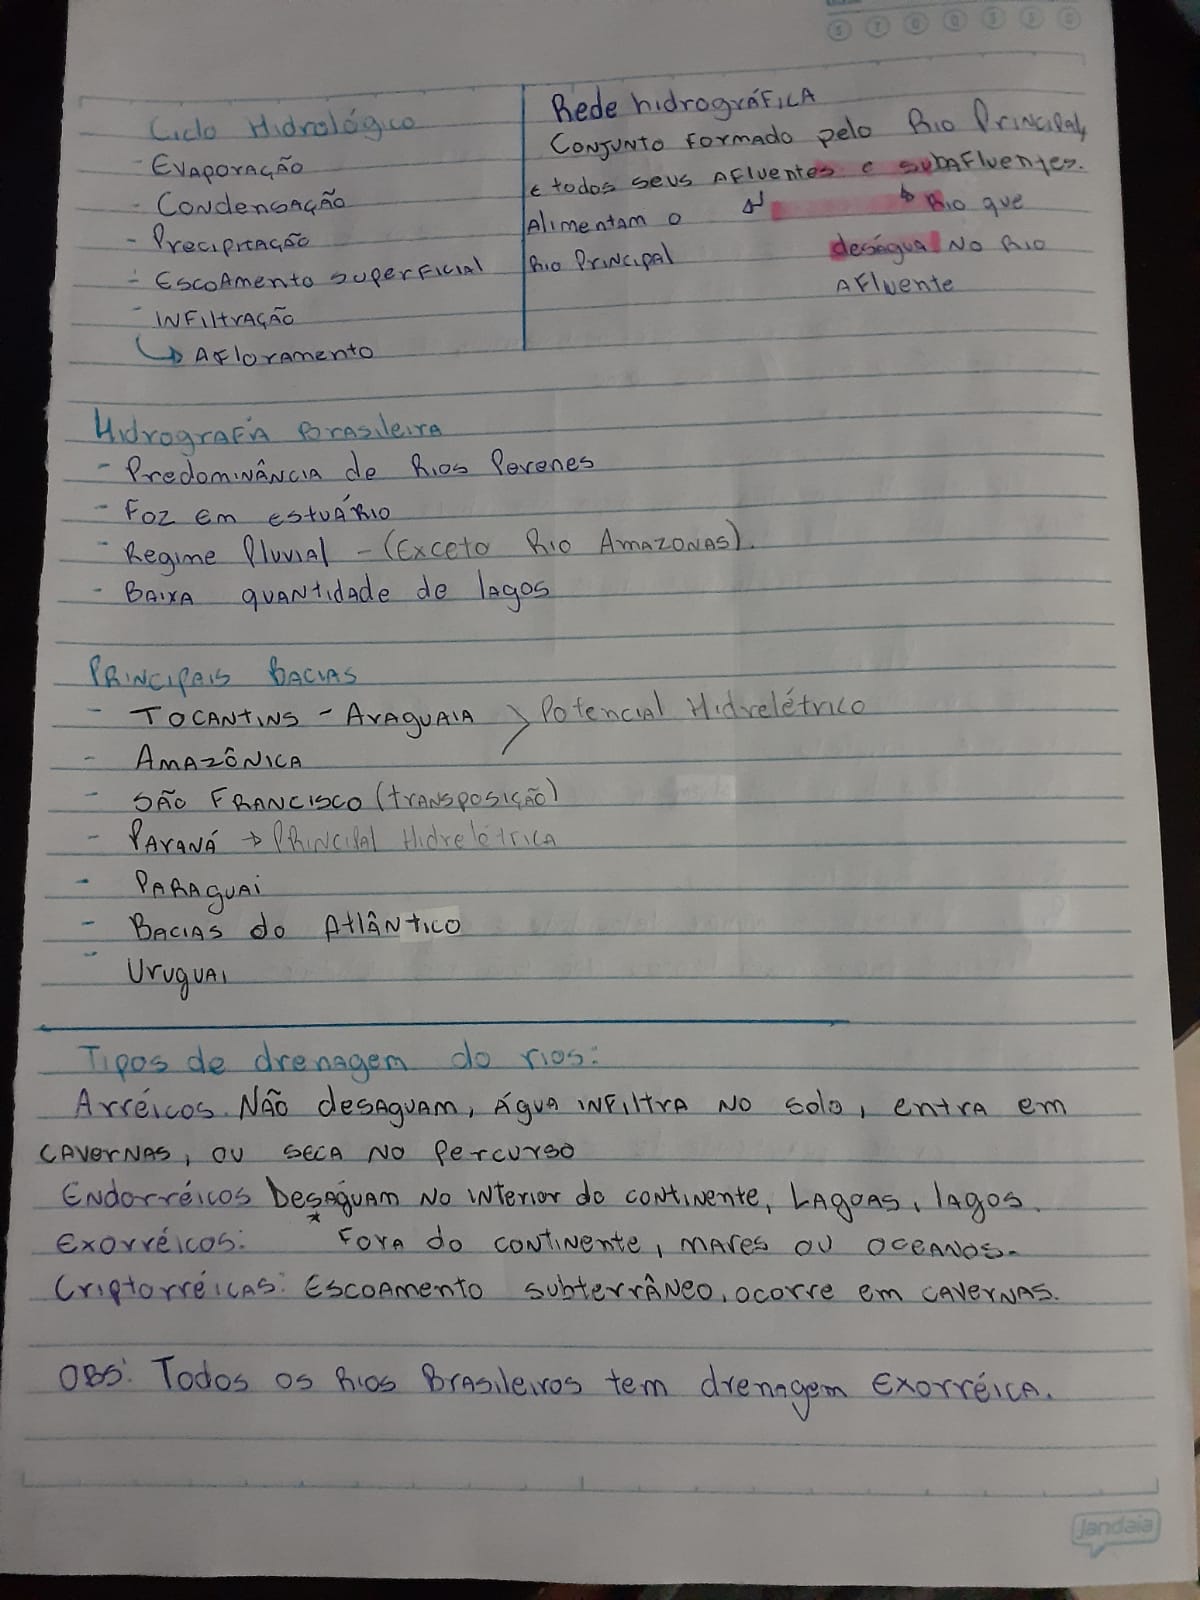 Ciclo Hidrológico
- Evaporação
- Condensação
- Precipitação
- Escoamento superficial
- Infiltração
↳ Afloramento
Rede hidrográfica
Conjunto formado pelo Rio Principal,
e todos seus afluentes e subafluentes.
Alimentam o
Rio Principal
↳ Rio que
deságua no Rio
Afluente
Hidrografia Brasileira
- Predominância de Rios Perenes
- Foz em estuário
- Regime Pluvial - (Exceto Rio Amazonas).
- Baixa quantidade de lagos
Principais Bacias
- Tocantins - Araguaia > Potencial Hidrelétrico
- Amazônica
- São Francisco (transposição)
- Paraná → Principal Hidrelétrica
- Paraguai
- Bacias do Atlântico
- Uruguai
Tipos de drenagem do rios:
Arréicos. Não desaguam, água infiltra no solo, entra em
cavernas, ou seca no percurso
Endorréicos Desaguam no interior do continente, Lagoas, lagos.
Exorréicos: * Fora do continente, mares ou oceanos.
Criptorréicas: Escoamento subterrâneo, ocorre em cavernas.
OBS: Todos os Rios Brasileiros tem drenagem Exorréica.
Jandaia